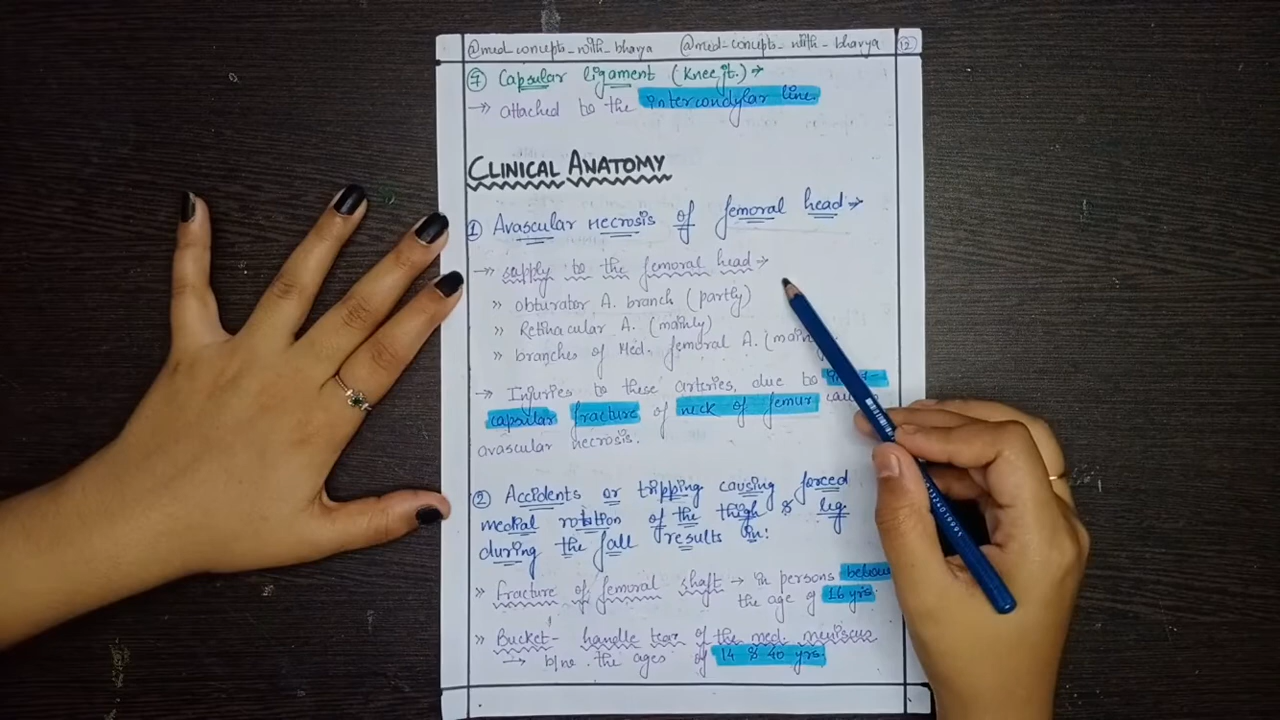 @med_concepts_with_bhavya @med_concepts_with_bhavya 12
④ Capsular ligament (Knee jt.) →
→» attached to the intercondylar line.
CLINICAL ANATOMY
① Avascular necrosis of femoral head →
→» supply to the femoral head →
» obturator A. branch (partly)
» Retinacular A. (mainly)
» branches of Med. femoral A.
→» Injuries to these arteries, due to
capsular fracture of neck of femur
avascular necrosis.
② Accidents or tripping causing forced
medial rotation of the thigh & leg
during the fall results in:
» Fracture of femoral shaft → in persons below
the age of 16 yrs.
» Bucket-handle tear of the med. meniscus
→ b/w. the ages of 14 & 40 yrs.